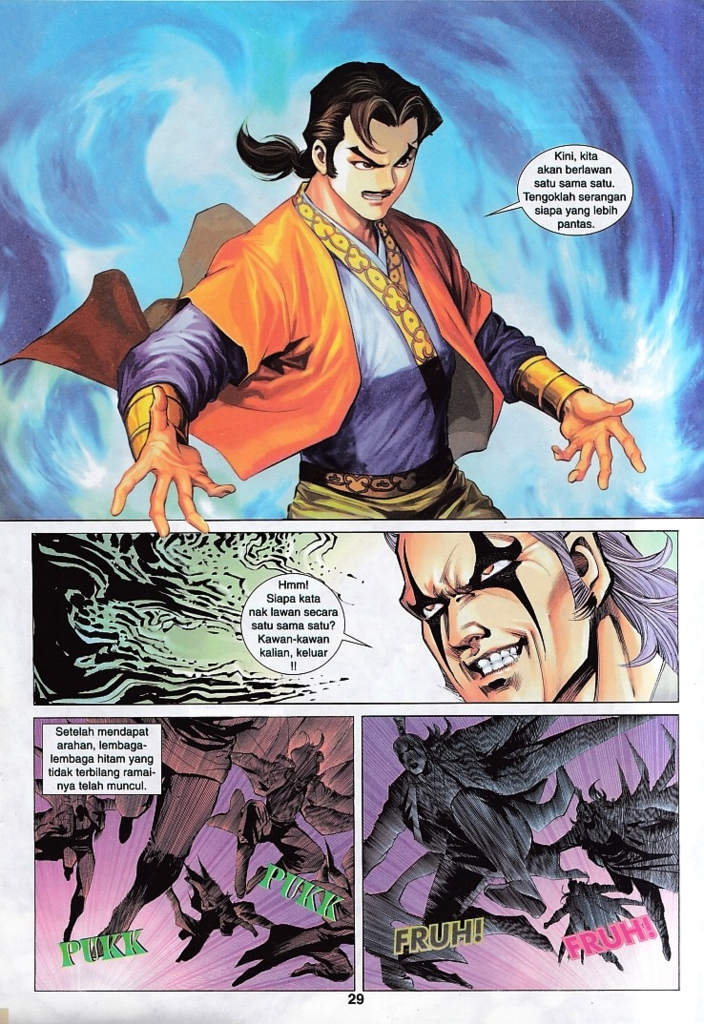 Kini, kita
akan berlawan
satu sama satu.
Tengoklah serangan
siapa yang lebih
pantas.
Hmm!
Siapa kata
nak lawan secara
satu sama satu?
Kawan-kawan
kalian, keluar
!!
Setelah mendapat
arahan, lembaga-
lembaga hitam yang
tidak terbilang ramai-
nya telah muncul.
PUKK
PUKK
FRUH!
FRUH!
29